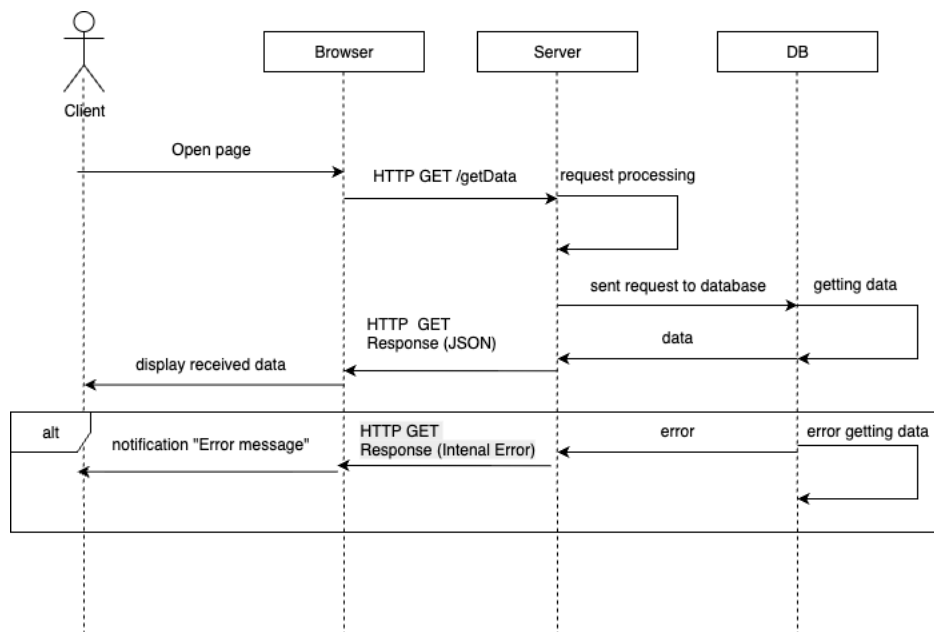 Browser
Server
DB
Client
Open page
HTTP GET /getData
request processing
sent request to database
getting data
HTTP GET
Response (JSON)
data
display received data
alt
notification "Error message"
HTTP GET
Response (Intenal Error)
error
error getting data